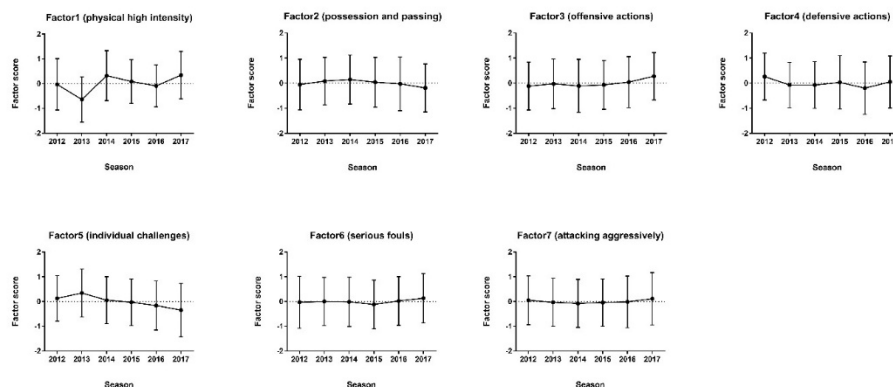 Factor1 (physical high intensity)
Factor score
2
1
0
-1
-2
2012 2013 2014 2015 2016 2017
Season
Factor2 (possession and passing)
Factor score
2
1
0
-1
-2
2012 2013 2014 2015 2016 2017
Season
Factor3 (offensive actions)
Factor score
2
1
0
-1
-2
2012 2013 2014 2015 2016 2017
Season
Factor4 (defensive actions)
Factor score
2
1
0
-1
-2
2012 2013 2014 2015 2016 201
Season
Factor5 (individual challenges)
Factor score
2
1
0
-1
-2
2012 2013 2014 2015 2016 2017
Season
Factor6 (serious fouls)
Factor score
2
1
0
-1
-2
2012 2013 2014 2015 2016 2017
Season
Factor7 (attacking aggressively)
Factor score
2
1
0
-1
-2
2012 2013 2014 2015 2016 2017
Season